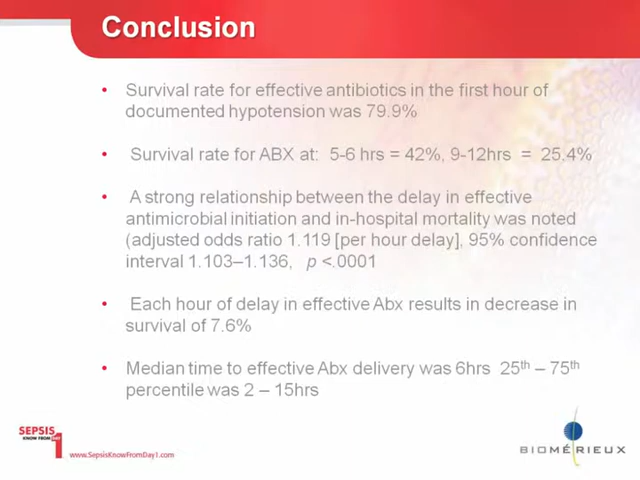 Conclusion
• Survival rate for effective antibiotics in the first hour of
documented hypotension was 79.9%
• Survival rate for ABX at: 5-6 hrs = 42%, 9-12hrs = 25.4%
• A strong relationship between the delay in effective
antimicrobial initiation and in-hospital mortality was noted
(adjusted odds ratio 1.119 [per hour delay], 95% confidence
interval 1.103–1.136, p <.0001
• Each hour of delay in effective Abx results in decrease in
survival of 7.6%
• Median time to effective Abx delivery was 6hrs 25th – 75th
percentile was 2 – 15hrs
SEPSIS
KNOW FROM DAY 1
www.SepsisKnowFromDay1.com
BIOMÉRIEUX